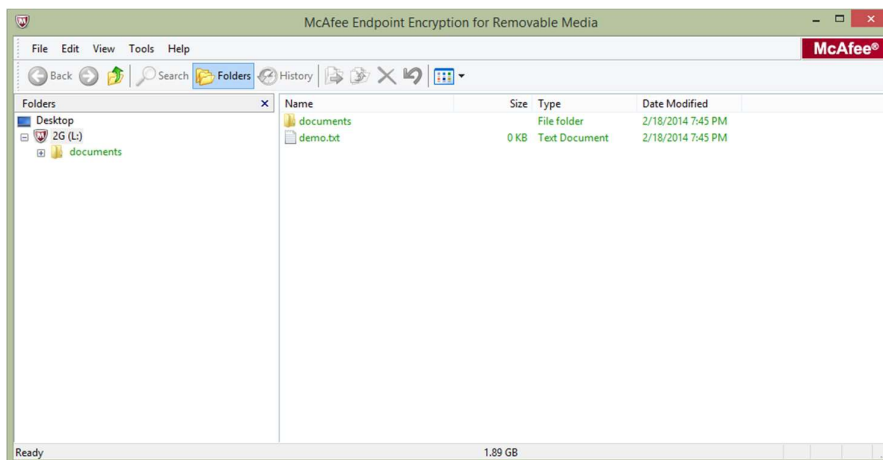 McAfee Endpoint Encryption for Removable Media
File Edit View Tools Help
McAfee®
Back Search Folders History
Folders x Name Size Type Date Modified
Desktop
documents File folder 2/18/2014 7:45 PM
2G (L:)
demo.txt 0 KB Text Document 2/18/2014 7:45 PM
documents
Ready 1.89 GB